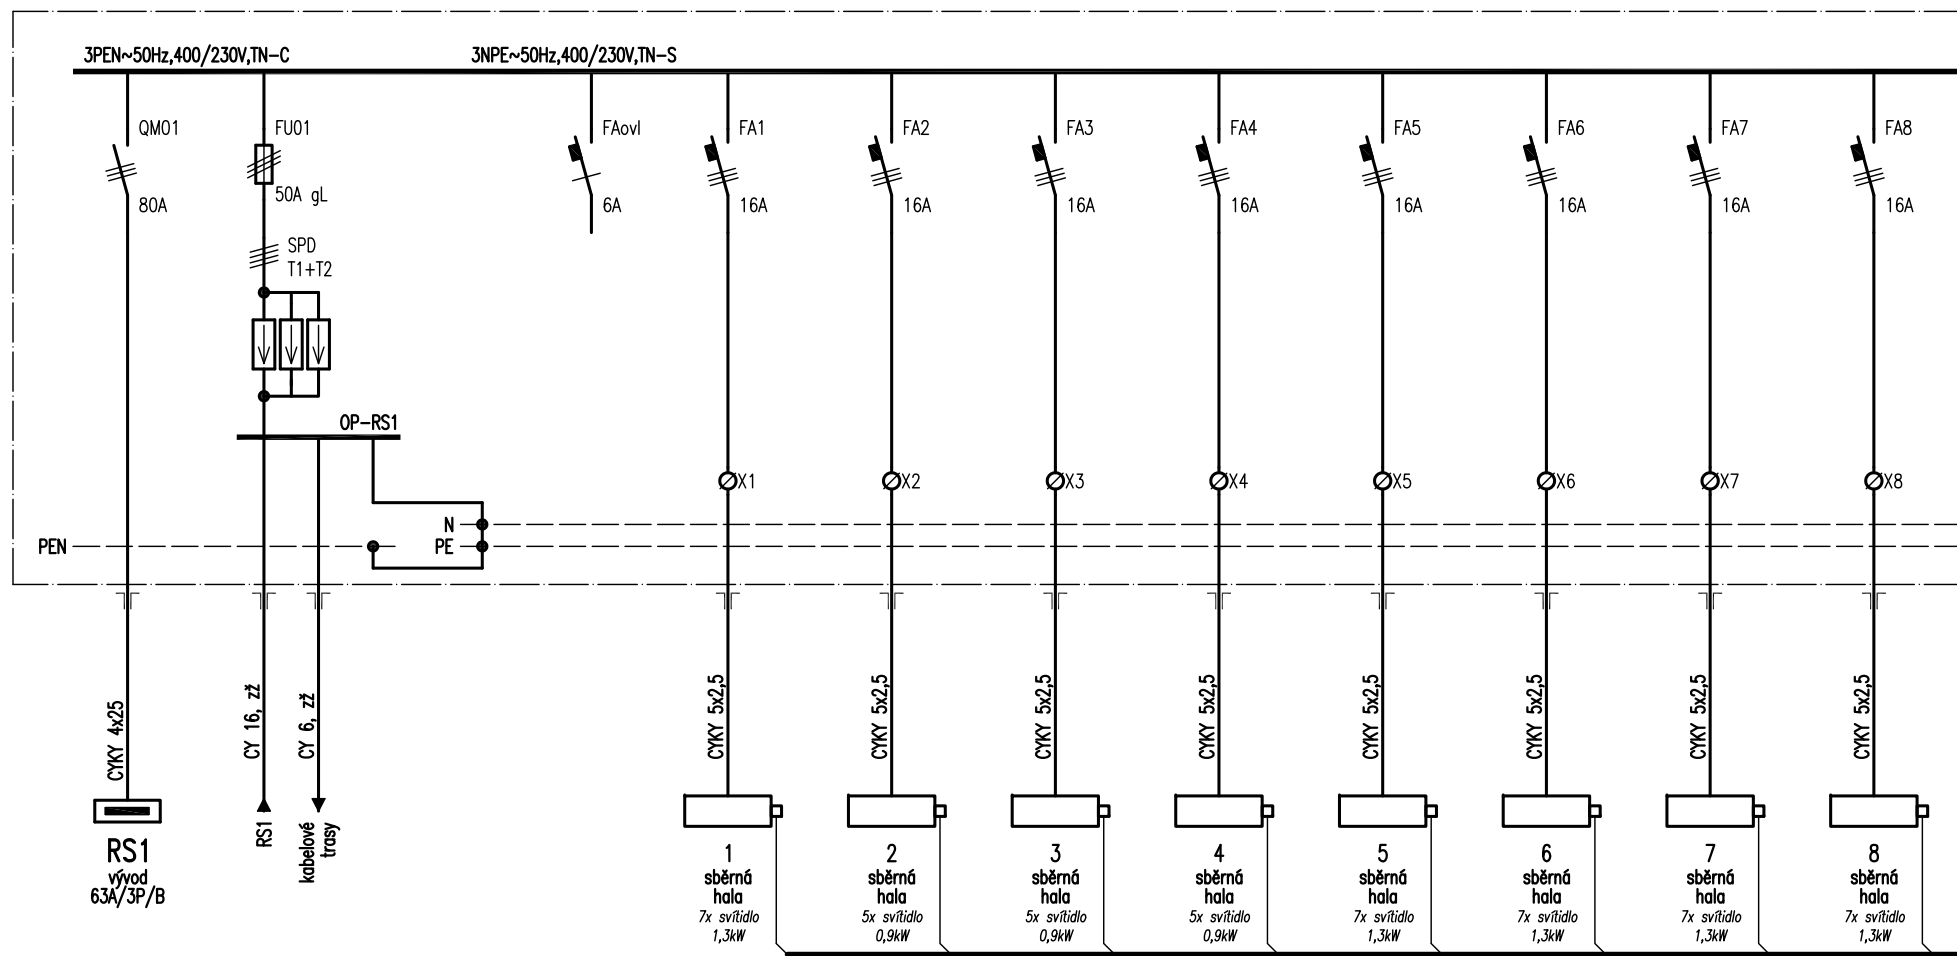 3PEN~50Hz,400/230V,TN-C
3NPE~50Hz,400/230V,TN-S
QM01
FU01
FAovl
FA1
FA2
FA3
FA4
FA5
FA6
FA7
FA8
80A
50A gL
6A
16A
16A
16A
16A
16A
16A
16A
16A
SPD
T1+T2
OP-RS1
X1
X2
X3
X4
X5
X6
X7
X8
N
PEN
PE
CYKY 4x25
CY 16, zž
CY 6, zž
CYKY 5x2,5
CYKY 5x2,5
CYKY 5x2,5
CYKY 5x2,5
CYKY 5x2,5
CYKY 5x2,5
CYKY 5x2,5
CYKY 5x2,5
RS1
vývod
63A/3P/B
RS1
kabelové
trasy
1
sběrná
hala
7x svítidlo
1,3kW
2
sběrná
hala
5x svítidlo
0,9kW
3
sběrná
hala
5x svítidlo
0,9kW
4
sběrná
hala
5x svítidlo
0,9kW
5
sběrná
hala
7x svítidlo
1,3kW
6
sběrná
hala
7x svítidlo
1,3kW
7
sběrná
hala
7x svítidlo
1,3kW
8
sběrná
hala
7x svítidlo
1,3kW